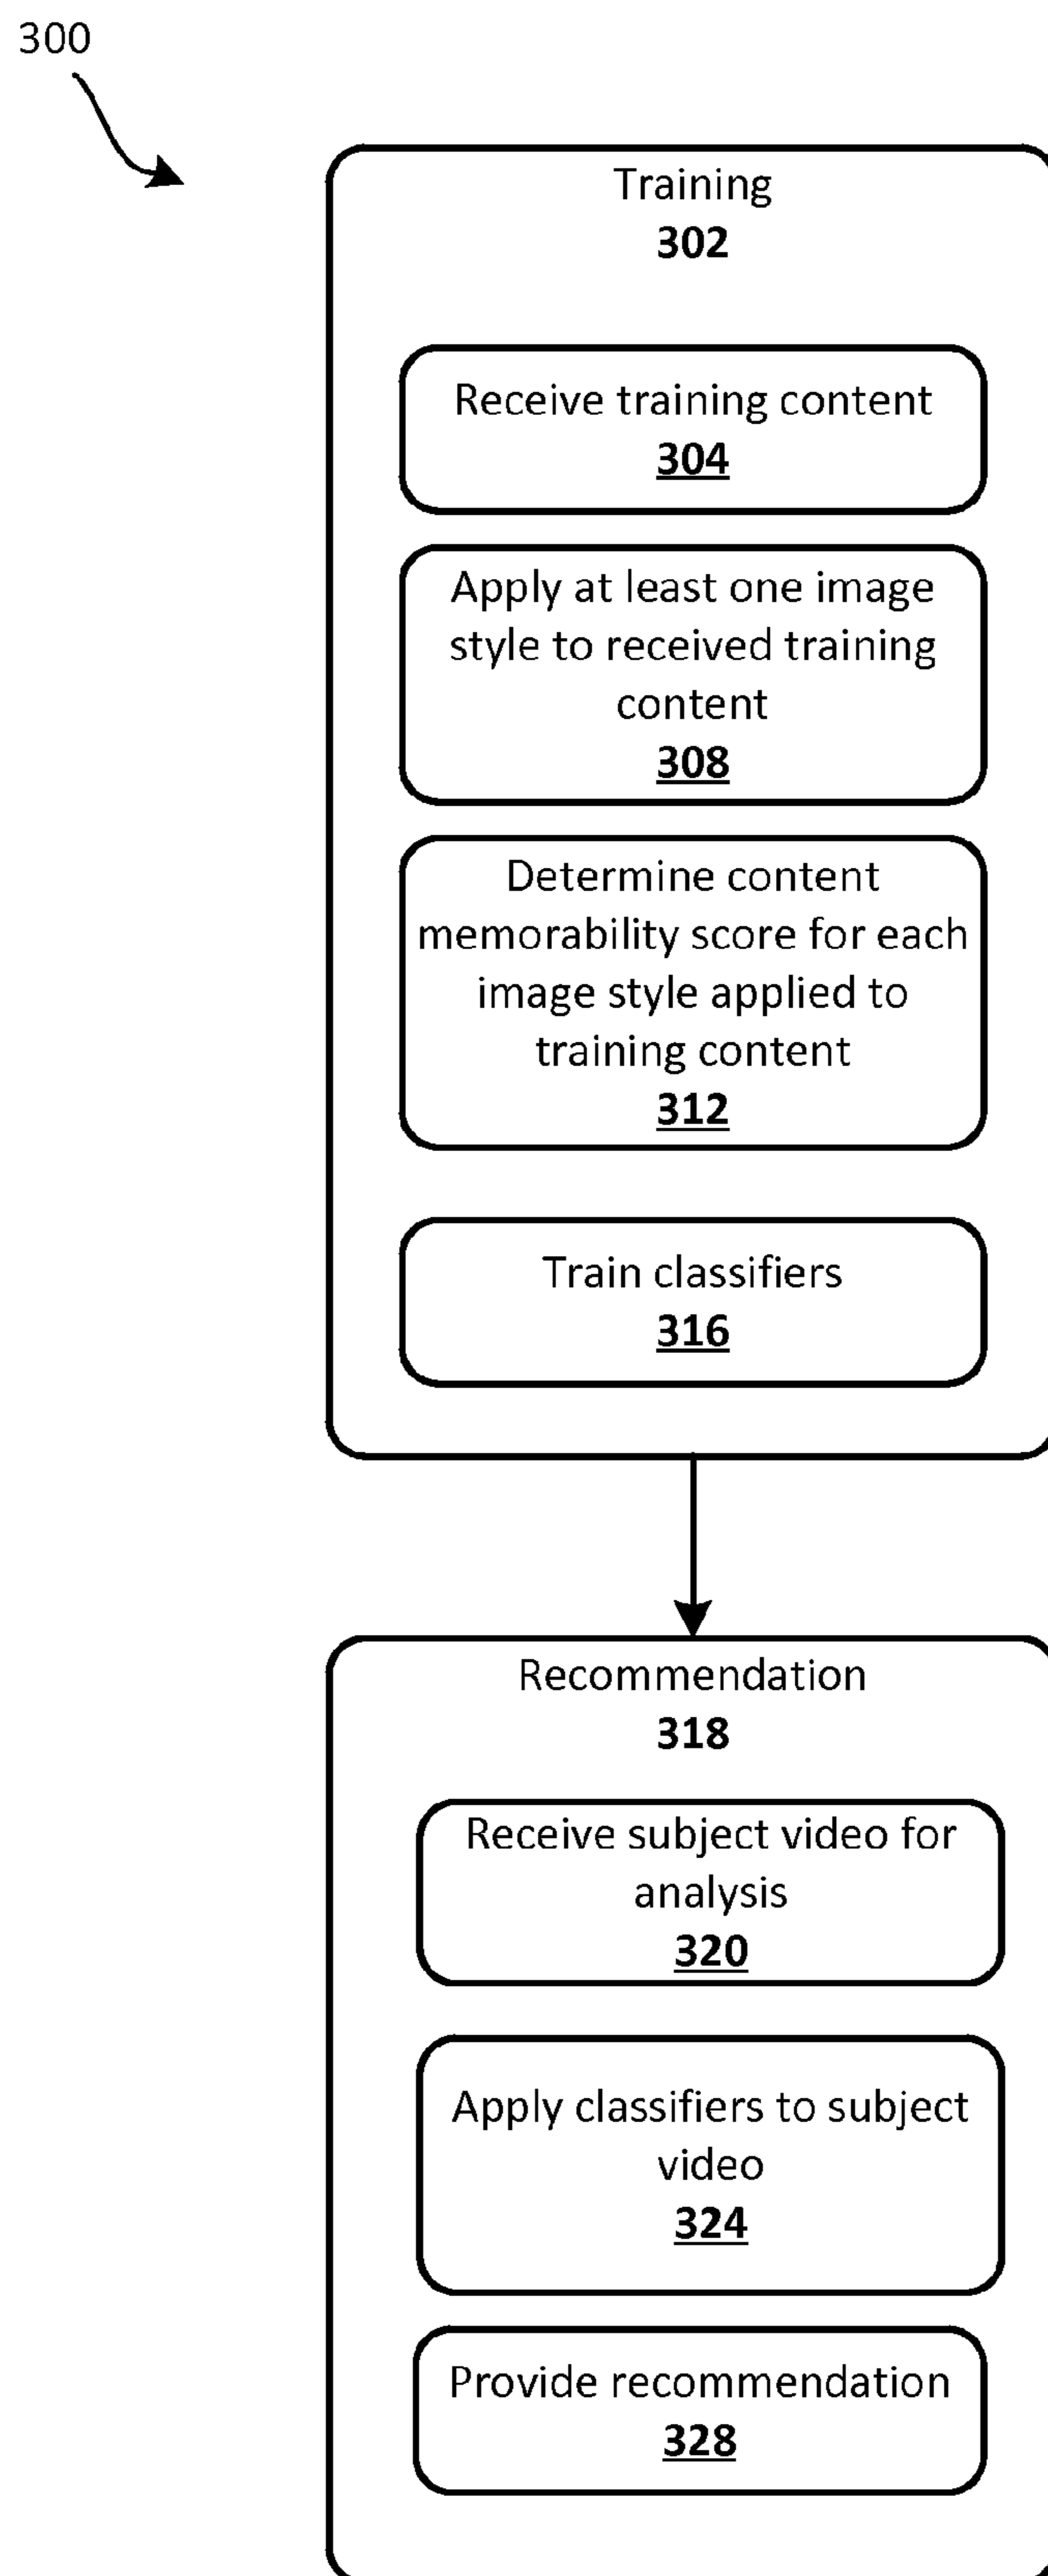 300
Training
302
Receive training content
304
Apply at least one image
style to received training
content
308
Determine content
memorability score for each
image style applied to
training content
312
Train classifiers
316
Recommendation
318
Receive subject video for
analysis
320
Apply classifiers to subject
video
324
Provide recommendation
328